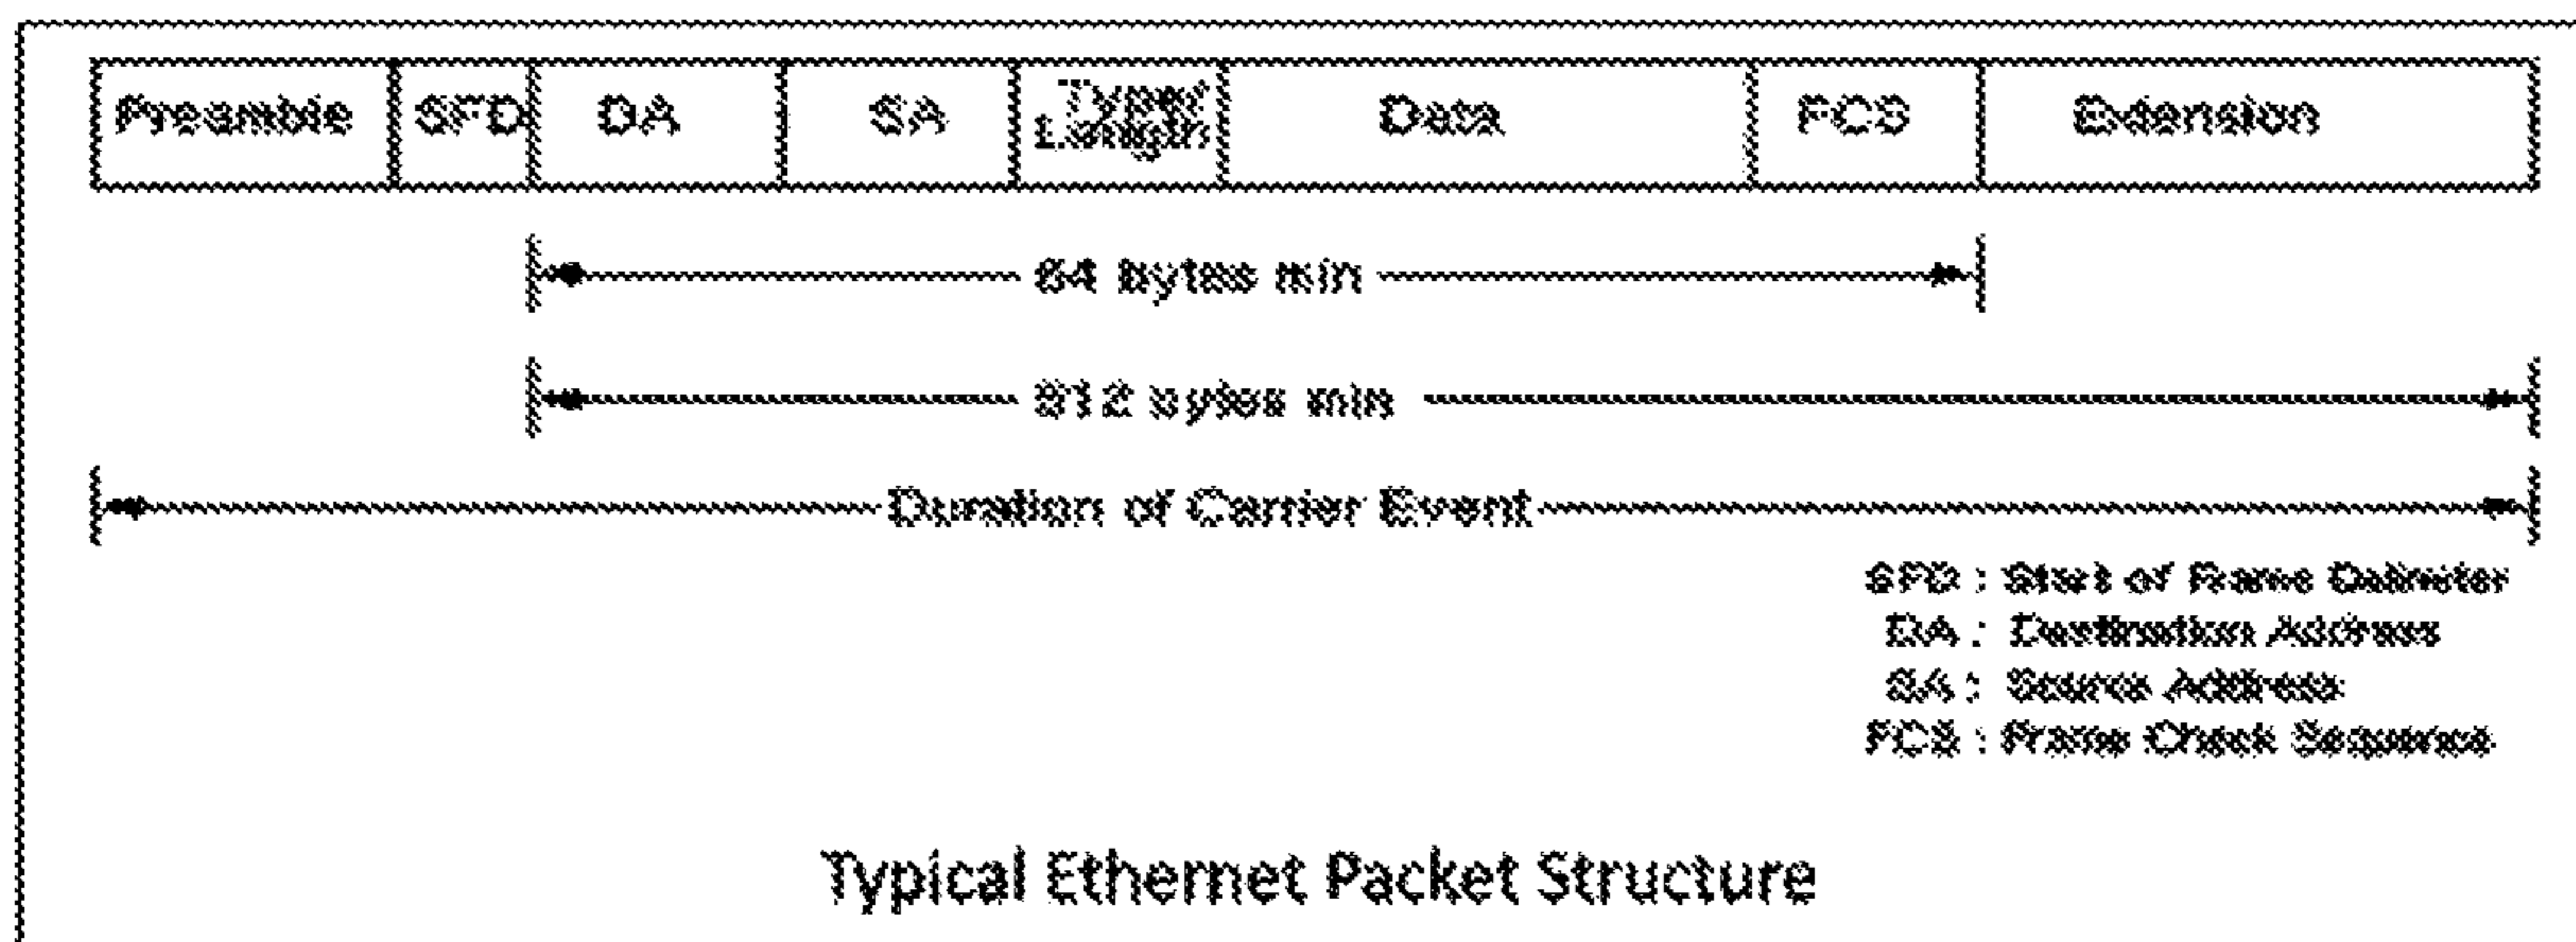 Preamble SFD DA SA Type/ Length Data FCS Extension
64 bytes min
512 bytes min
Duration of Carrier Event
SFD : Start of Frame Delimiter
DA : Destination Address
SA : Source Address
FCS : Frame Check Sequence
Typical Ethernet Packet Structure